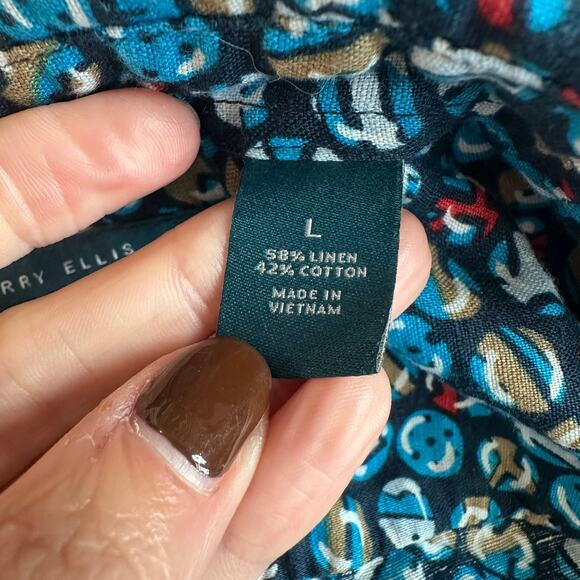 RRY ELLIS
L
58% LINEN
42% COTTON
MADE IN
VIETNAM